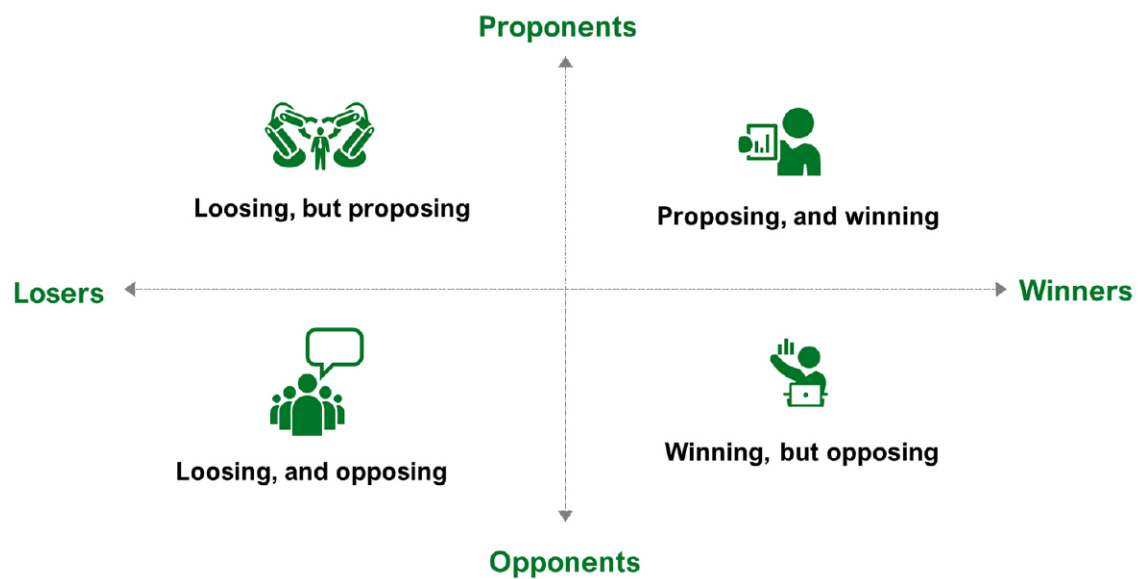 Proponents
Loosing, but proposing
Proposing, and winning
Losers
Winners
Loosing, and opposing
Winning, but opposing
Opponents